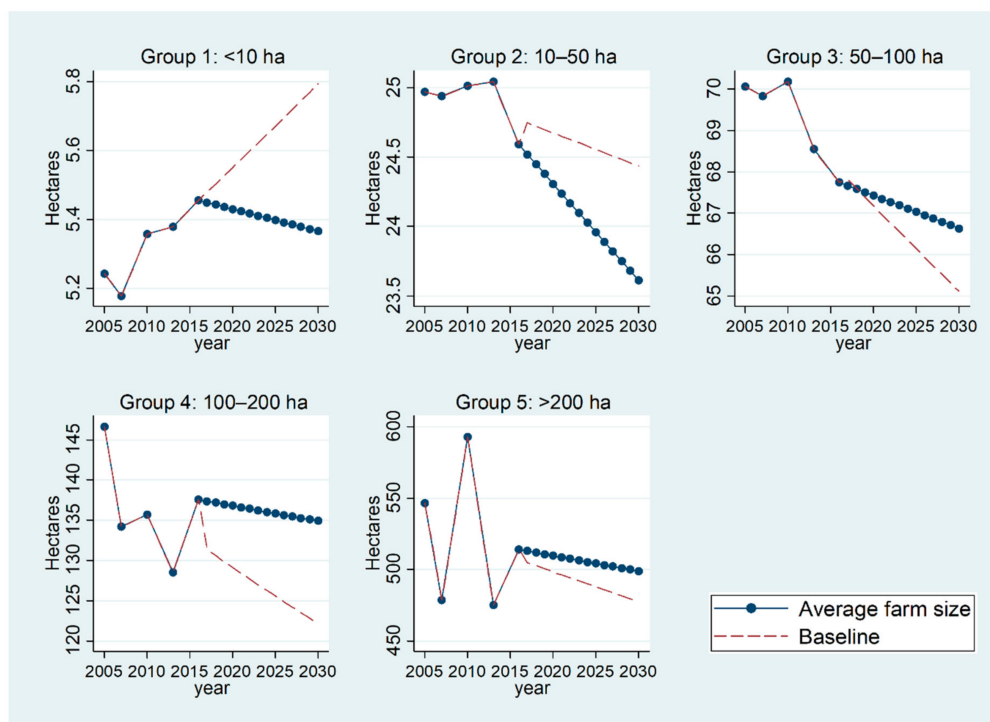 Group 1: <10 ha
Hectares
5.8
5.6
5.4
5.2
2005 2010 2015 2020 2025 2030
year
Group 2: 10–50 ha
Hectares
25
24.5
24
23.5
2005 2010 2015 2020 2025 2030
year
Group 3: 50–100 ha
Hectares
70
69
68
67
66
65
2005 2010 2015 2020 2025 2030
year
Group 4: 100–200 ha
Hectares
145
140
135
130
125
120
2005 2010 2015 2020 2025 2030
year
Group 5: >200 ha
Hectares
600
550
500
450
2005 2010 2015 2020 2025 2030
year
Average farm size
Baseline